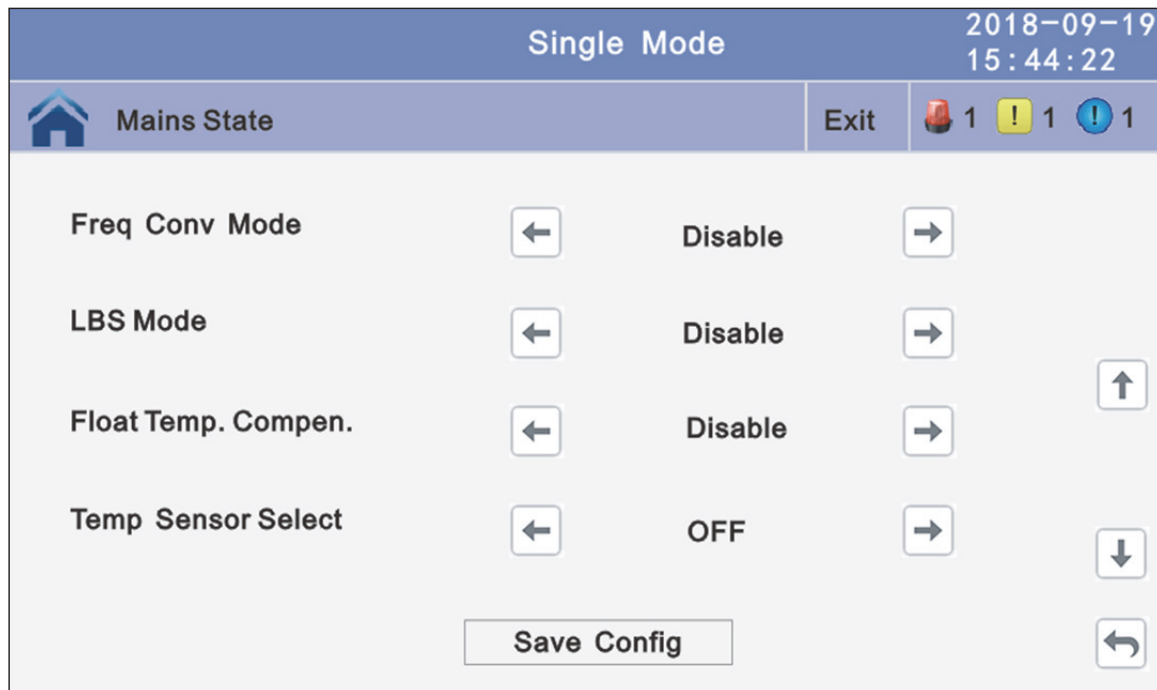 Single Mode
2018-09-19
15:44:22
Mains State
Exit
1
! 1
! 1
Freq Conv Mode
Disable
LBS Mode
Disable
Float Temp. Compen.
Disable
Temp Sensor Select
OFF
Save Config